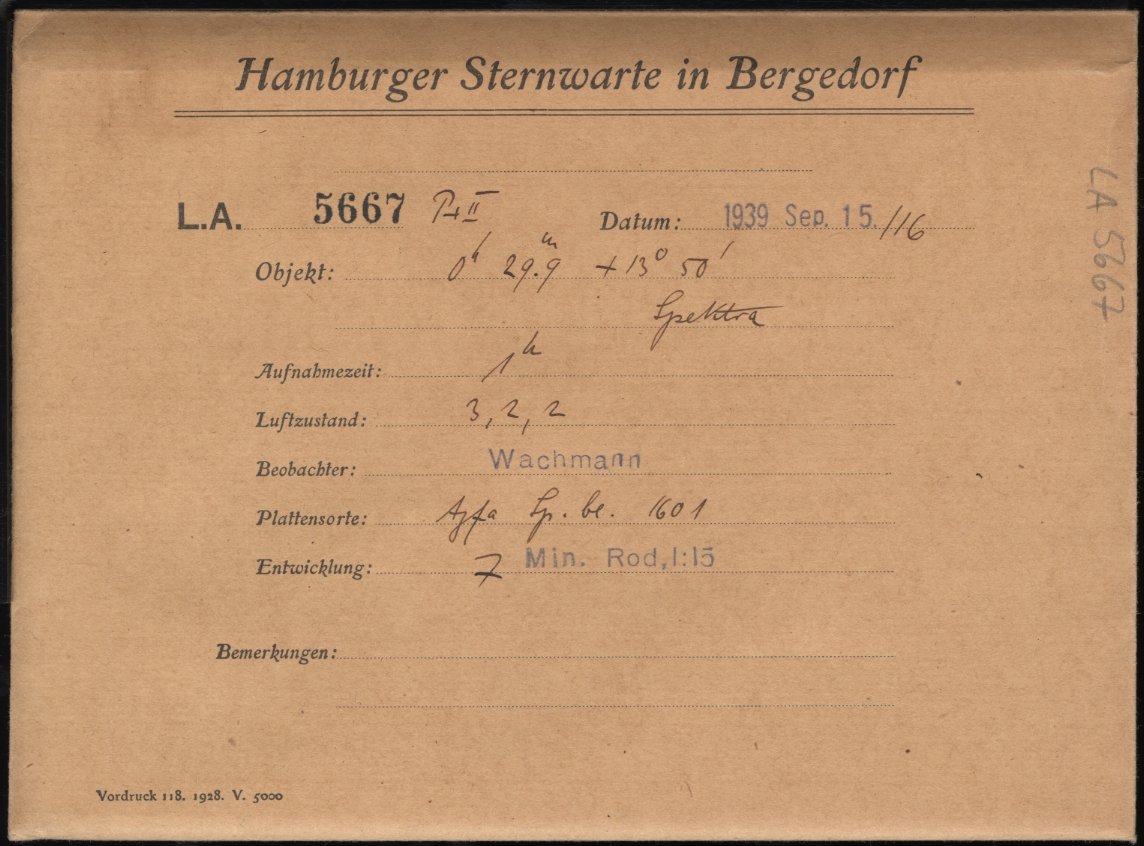 Hamburger Sternwarte in Bergedorf
L.A. 5667 Pr II Datum: 1939 Sep. 15./16
Objekt: 0ʰ 29.ᵐ9 +13° 50'
Spektra
Aufnahmezeit: 1ʰ
Luftzustand: 3, 2, 2
Beobachter: Wachmann
Plattensorte: Agfa Sp. be. 1601
Entwicklung: 7 Min. Rod, 1:15
Bemerkungen:
Vordruck 118. 1928. V. 5000
LA 5667